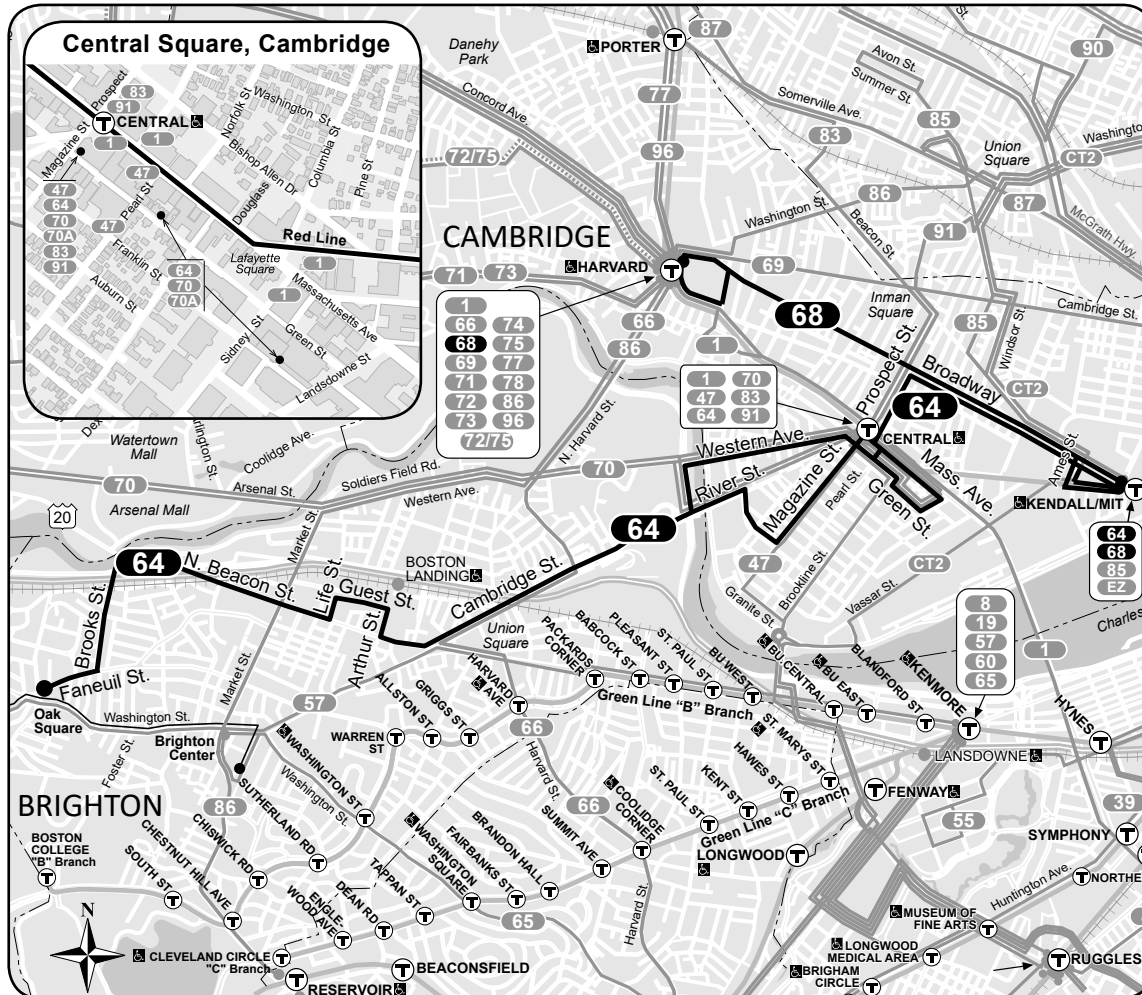 Central Square, Cambridge
Prospect
83
91
CENTRAL
Magazine St
1
1
47
Norfolk St
Washington St
Columbia St
Bishop Allen Dr
Pine St
Douglass
47
64
70
70A
83
91
Pearl St
47
Franklin St
Auburn St
64
70
70A
Lafayette
Square
Red Line
1
1
Massachusetts Ave
Sidney St
Green St
Landsdowne St
Danehy
Park
Concord Ave.
PORTER
87
90
Avon St.
Summer St.
Somerville Ave.
77
83
85
Union
Square
Washington
CT2
96
72/75
86
87
McGrath Hwy.
Washington St.
Beacon St.
91
CAMBRIDGE
HARVARD
71
73
69
68
Inman
Square
Cambridge St.
85
Windsor St.
66
86
1
Prospect St.
Broadway
CT2
1
66
74
68
75
69
77
71
78
72
86
73
96
72/75
1
70
47
83
64
91
64
CENTRAL
Ames St.
KENDALL/MIT
64
68
85
EZ
Watertown
Mall
Coolidge Ave.
Arlington St.
Soldiers Field Rd.
N. Harvard St.
Western Ave.
River St.
Magazine St.
Pearl St.
Mass. Ave.
Green St.
70
Arsenal St.
Arsenal Mall
Western Ave.
70
20
Market St.
64
N. Beacon St.
Life St.
Guest St.
BOSTON
LANDING
Cambridge St.
64
47
Brookline St.
Granite St.
Vassar St.
CT2
Charles
8
19
57
60
65
1
Brooks St.
Faneuil St.
Oak
Square
Washington St.
Market St.
Arthur St.
Union
Square
57
Brighton
Center
Foster St.
PACKARDS
CORNER
BABCOCK ST
PLEASANT ST
ST. PAUL ST
BU WEST
BU CENTRAL
BU EAST
BLANDFORD ST
KENMORE
HYNES
Green Line "B" Branch
HARVARD
AVE
GRIGGS ST
ALLSTON ST
WARREN
ST
WASHINGTON ST
SUTHERLAND RD
CHISWICK RD
CHESTNUT HILL AVE
SOUTH ST
BOSTON
COLLEGE
"B" Branch
BRIGHTON
86
Washington St.
66
Harvard St.
66
LANSDOWNE
FENWAY
55
39
SYMPHONY
ST. MARYS ST
HAWES ST
KENT ST
ST. PAUL ST
COOLIDGE
CORNER
SUMMIT AVE
BRANDON HALL
FAIRBANKS ST
WASHINGTON
SQUARE
TAPPAN ST
DEAN RD
ENGLE-
WOOD AVE
Green Line "C" Branch
LONGWOOD
Harvard St.
65
CLEVELAND CIRCLE
"C" Branch
BEACONSFIELD
RESERVOIR
Huntington Ave.
NORTHE
MUSEUM OF
FINE ARTS
LONGWOOD
MEDICAL AREA
BRIGHAM
CIRCLE
RUGGLES
N